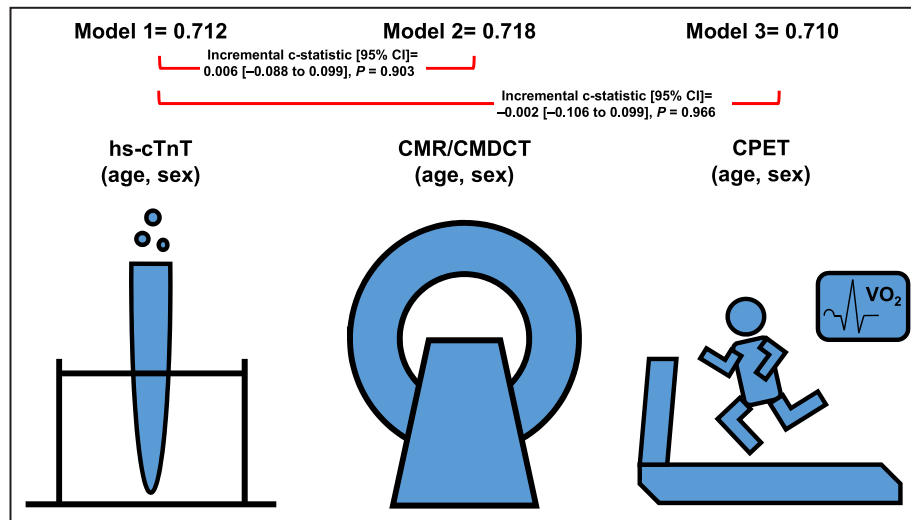 Model 1= 0.712
Model 2= 0.718
Model 3= 0.710
Incremental c-statistic [95% CI]=
0.006 [–0.088 to 0.099], P = 0.903
Incremental c-statistic [95% CI]=
–0.002 [–0.106 to 0.099], P = 0.966
hs-cTnT
(age, sex)
CMR/CMDCT
(age, sex)
CPET
(age, sex)
VO₂